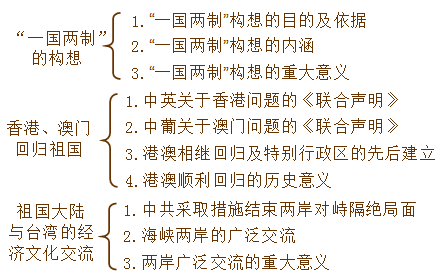 “一国两制”
的构想
1.“一国两制”构想的目的及依据
2.“一国两制”构想的内涵
3.“一国两制”构想的重大意义
香港、澳门
回归祖国
1.中英关于香港问题的《联合声明》
2.中葡关于澳门问题的《联合声明》
3.港澳相继回归及特别行政区的先后建立
4.港澳顺利回归的历史意义
祖国大陆
与台湾的经
济文化交流
1.中共采取措施结束两岸对峙隔绝局面
2.海峡两岸的广泛交流
3.两岸广泛交流的重大意义